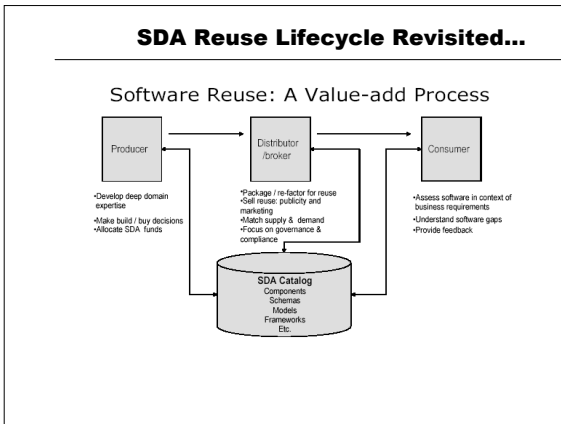 SDA Reuse Lifecycle Revisited...
Software Reuse: A Value-add Process
Producer
Distributor
/broker
Consumer
•Develop deep domain
expertise
•Make build / buy decisions
•Allocate SDA funds
•Package / re-factor for reuse
•Sell reuse: publicity and
marketing
•Match supply & demand
•Focus on governance &
compliance
•Assess software in context of
business requirements
•Understand software gaps
•Provide feedback
SDA Catalog
Components
Schemas
Models
Frameworks
Etc.